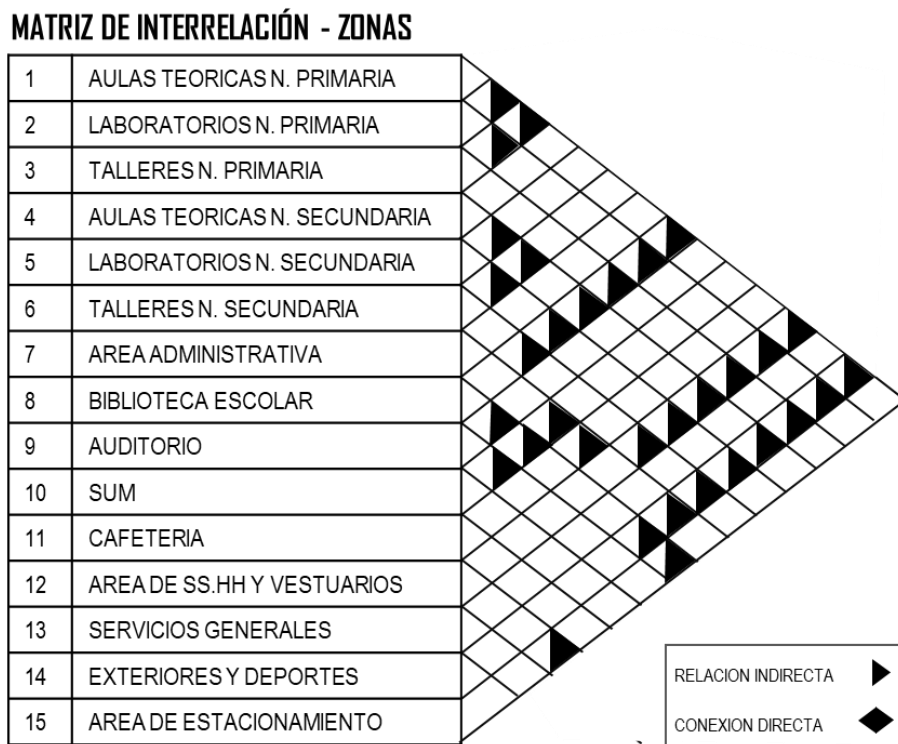 MATRIZ DE INTERRELACIÓN - ZONAS
1 AULAS TEORICAS N. PRIMARIA
2 LABORATORIOS N. PRIMARIA
3 TALLERES N. PRIMARIA
4 AULAS TEORICAS N. SECUNDARIA
5 LABORATORIOS N. SECUNDARIA
6 TALLERES N. SECUNDARIA
7 AREA ADMINISTRATIVA
8 BIBLIOTECA ESCOLAR
9 AUDITORIO
10 SUM
11 CAFETERIA
12 AREA DE SS.HH Y VESTUARIOS
13 SERVICIOS GENERALES
14 EXTERIORES Y DEPORTES
15 AREA DE ESTACIONAMIENTO
RELACION INDIRECTA
CONEXION DIRECTA